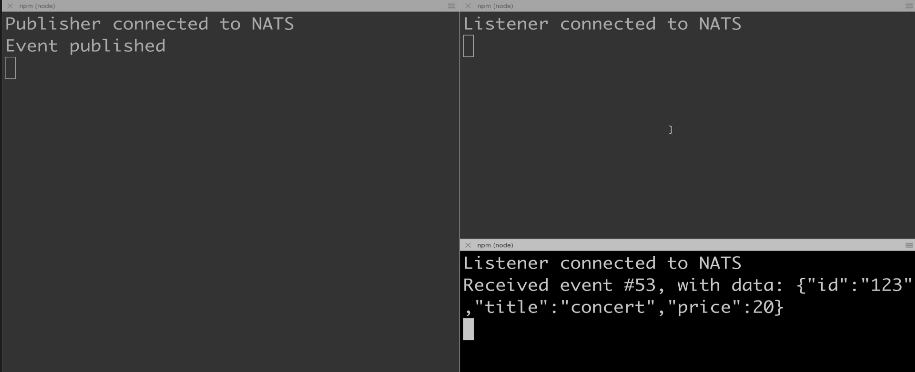 npm (node)
Publisher connected to NATS
Event published
npm (node)
Listener connected to NATS
npm (node)
Listener connected to NATS
Received event #53, with data: {"id":"123"
,"title":"concert","price":20}